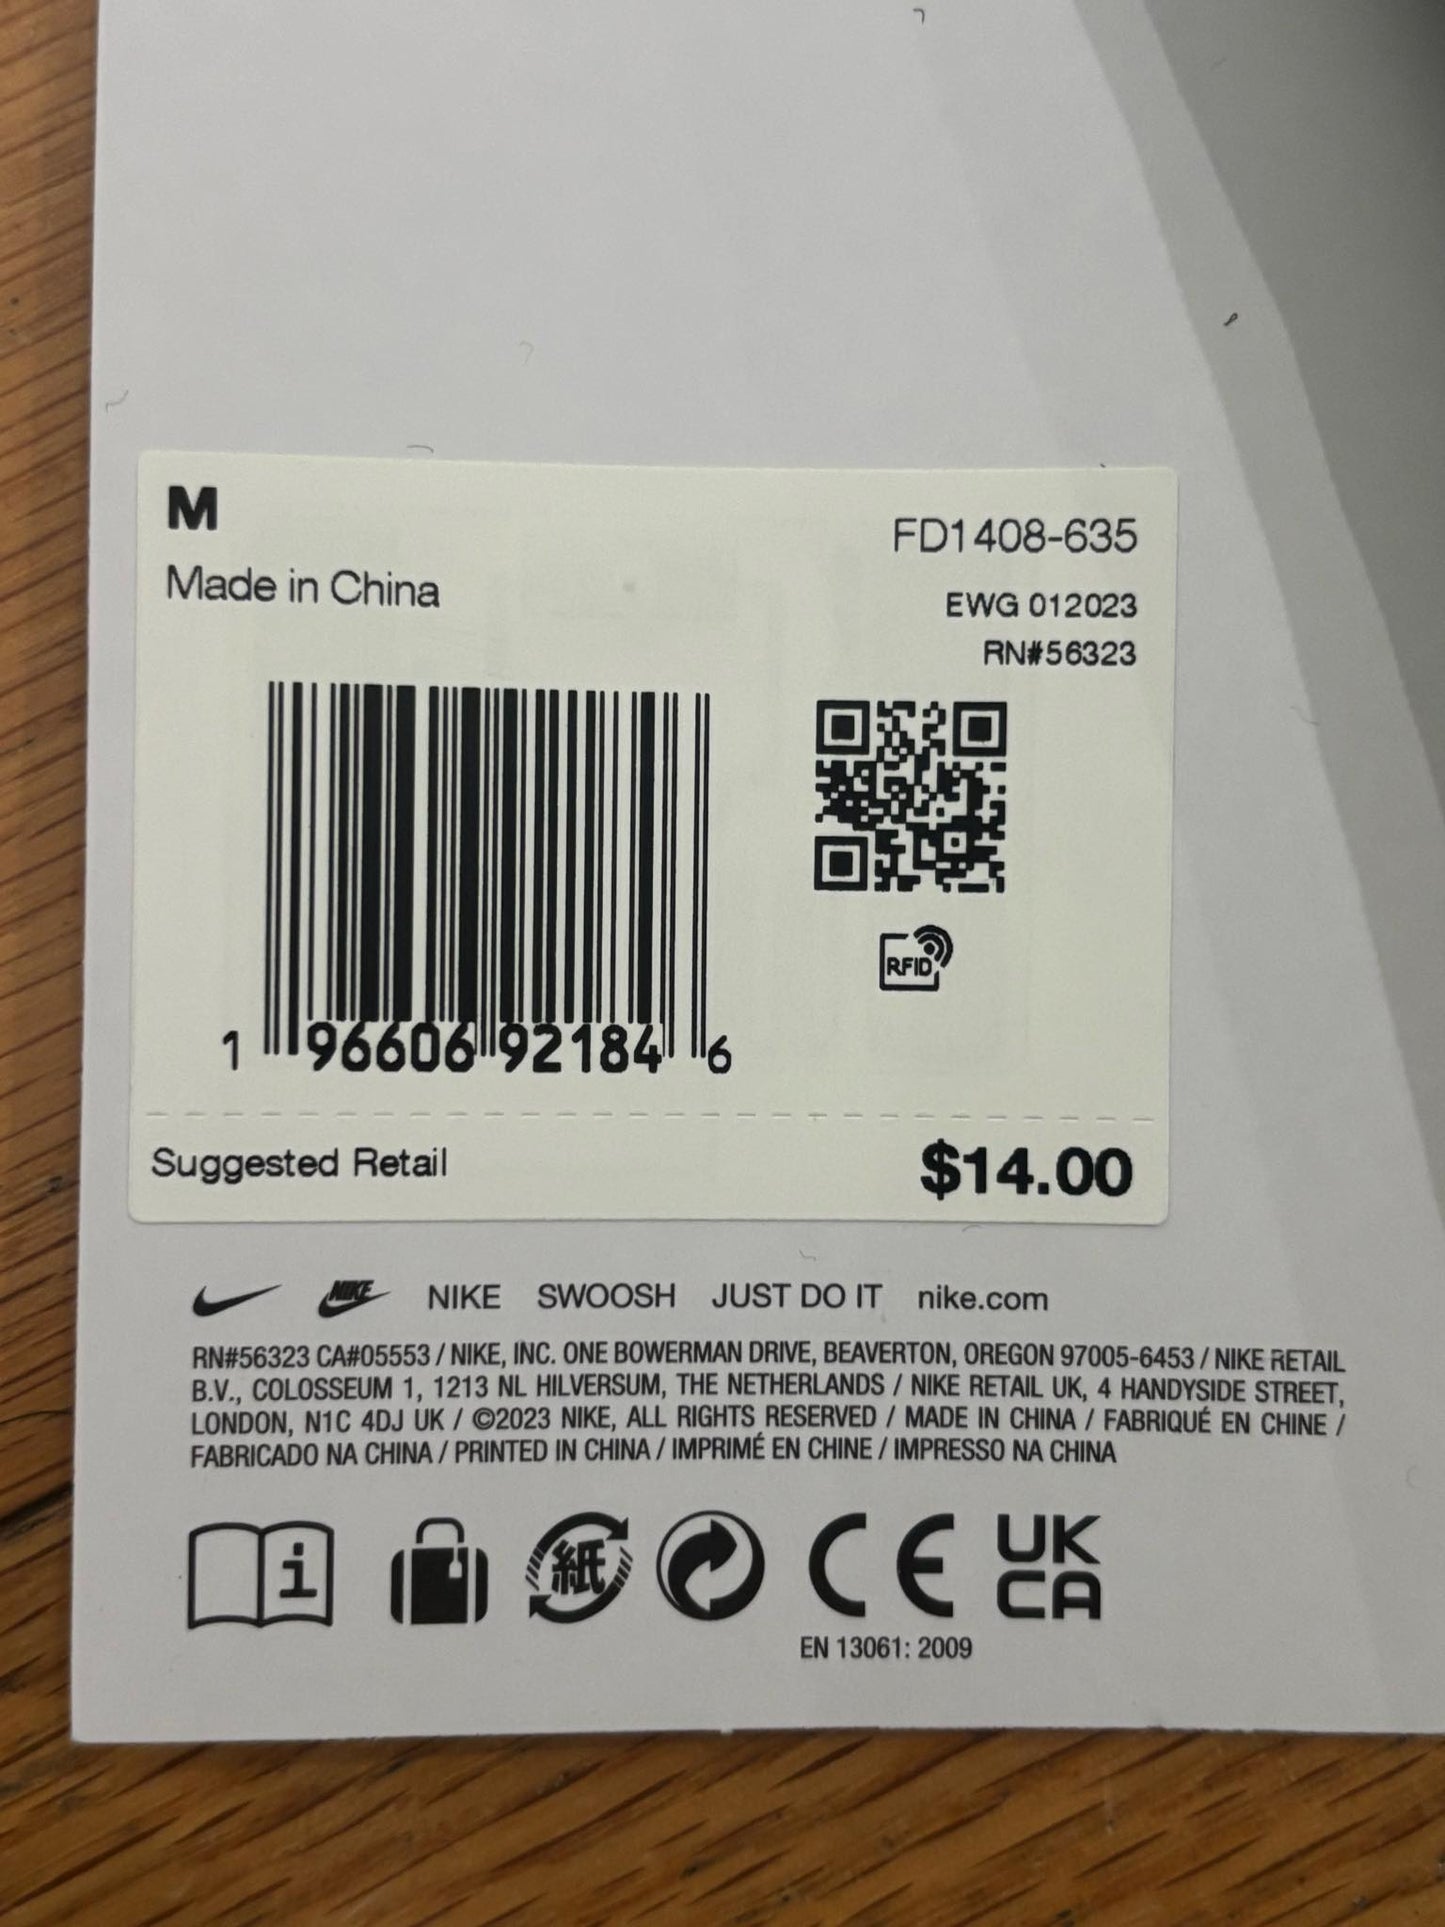 M
Made in China
FD1408-635
EWG 012023
RN#56323
RFID
1 96606 92184 6
Suggested Retail $14.00
NIKE NIKE SWOOSH JUST DO IT nike.com
RN#56323 CA#05553 / NIKE, INC. ONE BOWERMAN DRIVE, BEAVERTON, OREGON 97005-6453 / NIKE RETAIL
B.V., COLOSSEUM 1, 1213 NL HILVERSUM, THE NETHERLANDS / NIKE RETAIL UK, 4 HANDYSIDE STREET,
LONDON, N1C 4DJ UK / ©2023 NIKE, ALL RIGHTS RESERVED / MADE IN CHINA / FABRIQUÉ EN CHINE /
FABRICADO NA CHINA / PRINTED IN CHINA / IMPRIMÉ EN CHINE / IMPRESSO NA CHINA
i 紙 CE UK
CA
EN 13061: 2009